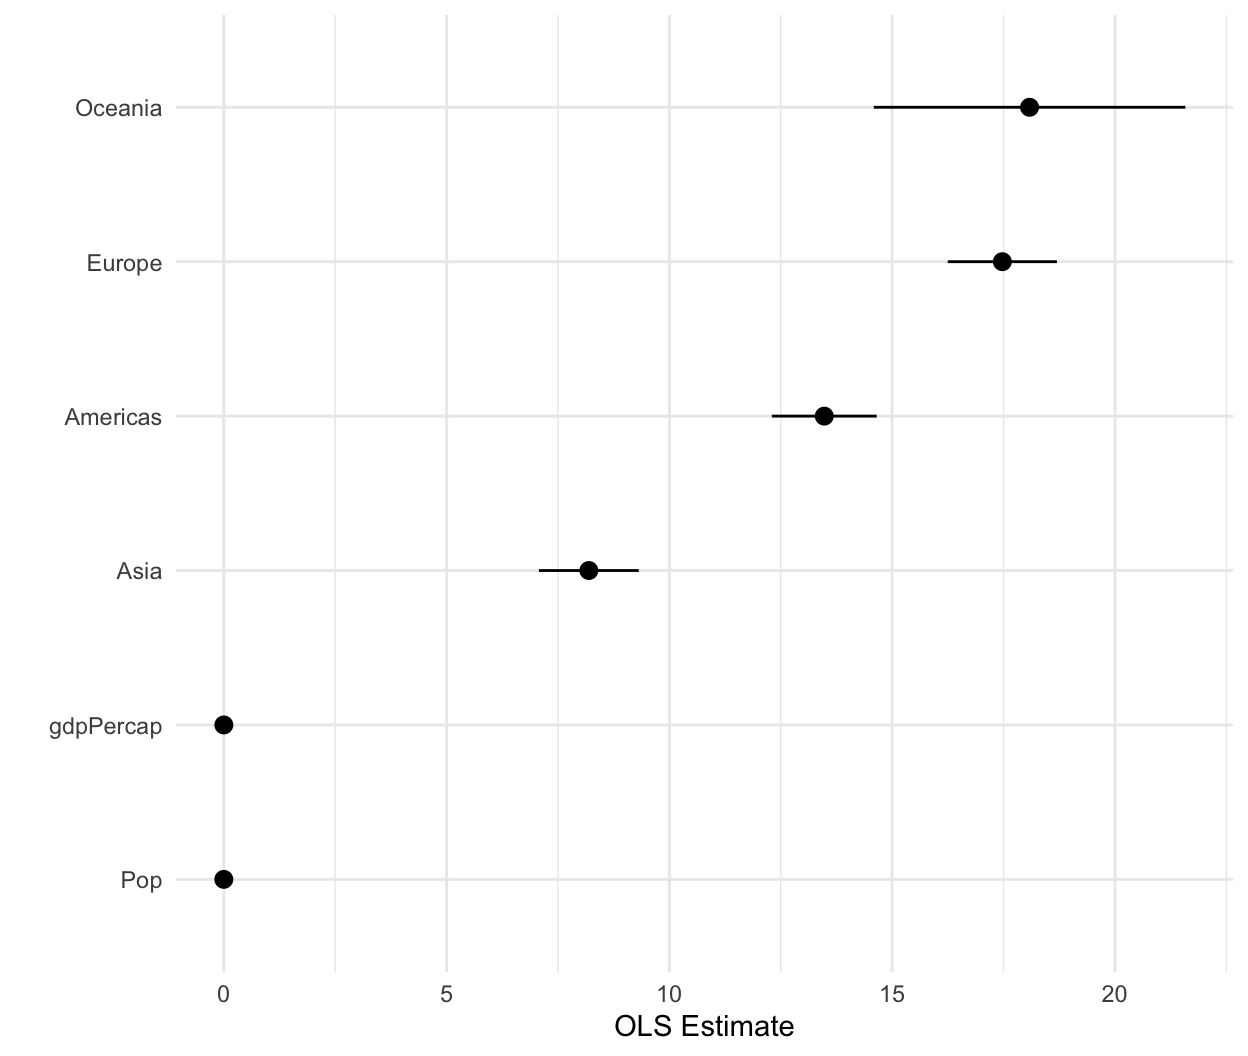 Oceania
Europe
Americas
Asia
gdpPercap
Pop
0 5 10 15 20
OLS Estimate